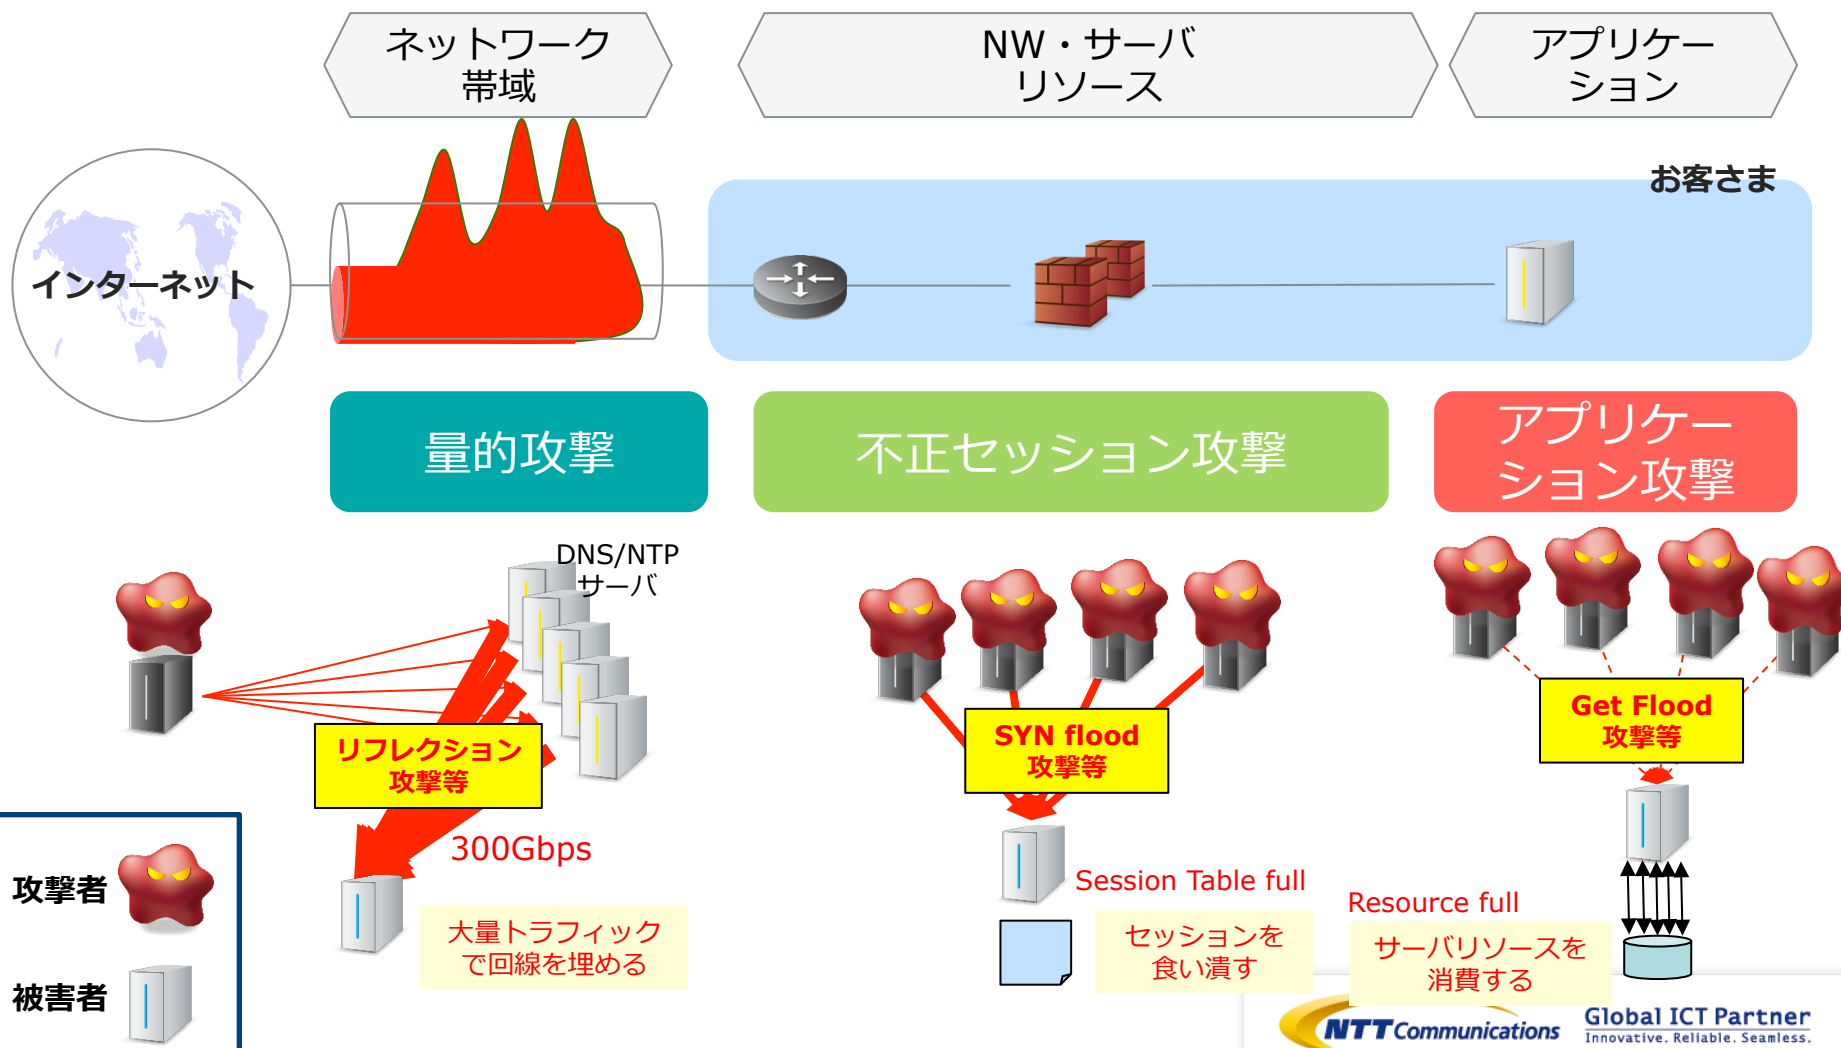 ネットワーク
帯域
NW・サーバ
リソース
アプリケー
ション
お客さま
インターネット
量的攻撃
不正セッション攻撃
アプリケー
ション攻撃
DNS/NTP
サーバ
リフレクション
攻撃等
300Gbps
大量トラフィック
で回線を埋める
SYN flood
攻撃等
Session Table full
セッションを
食い潰す
Get Flood
攻撃等
Resource full
サーバリソースを
消費する
攻撃者
被害者
NTT Communications
Global ICT Partner
Innovative. Reliable. Seamless.